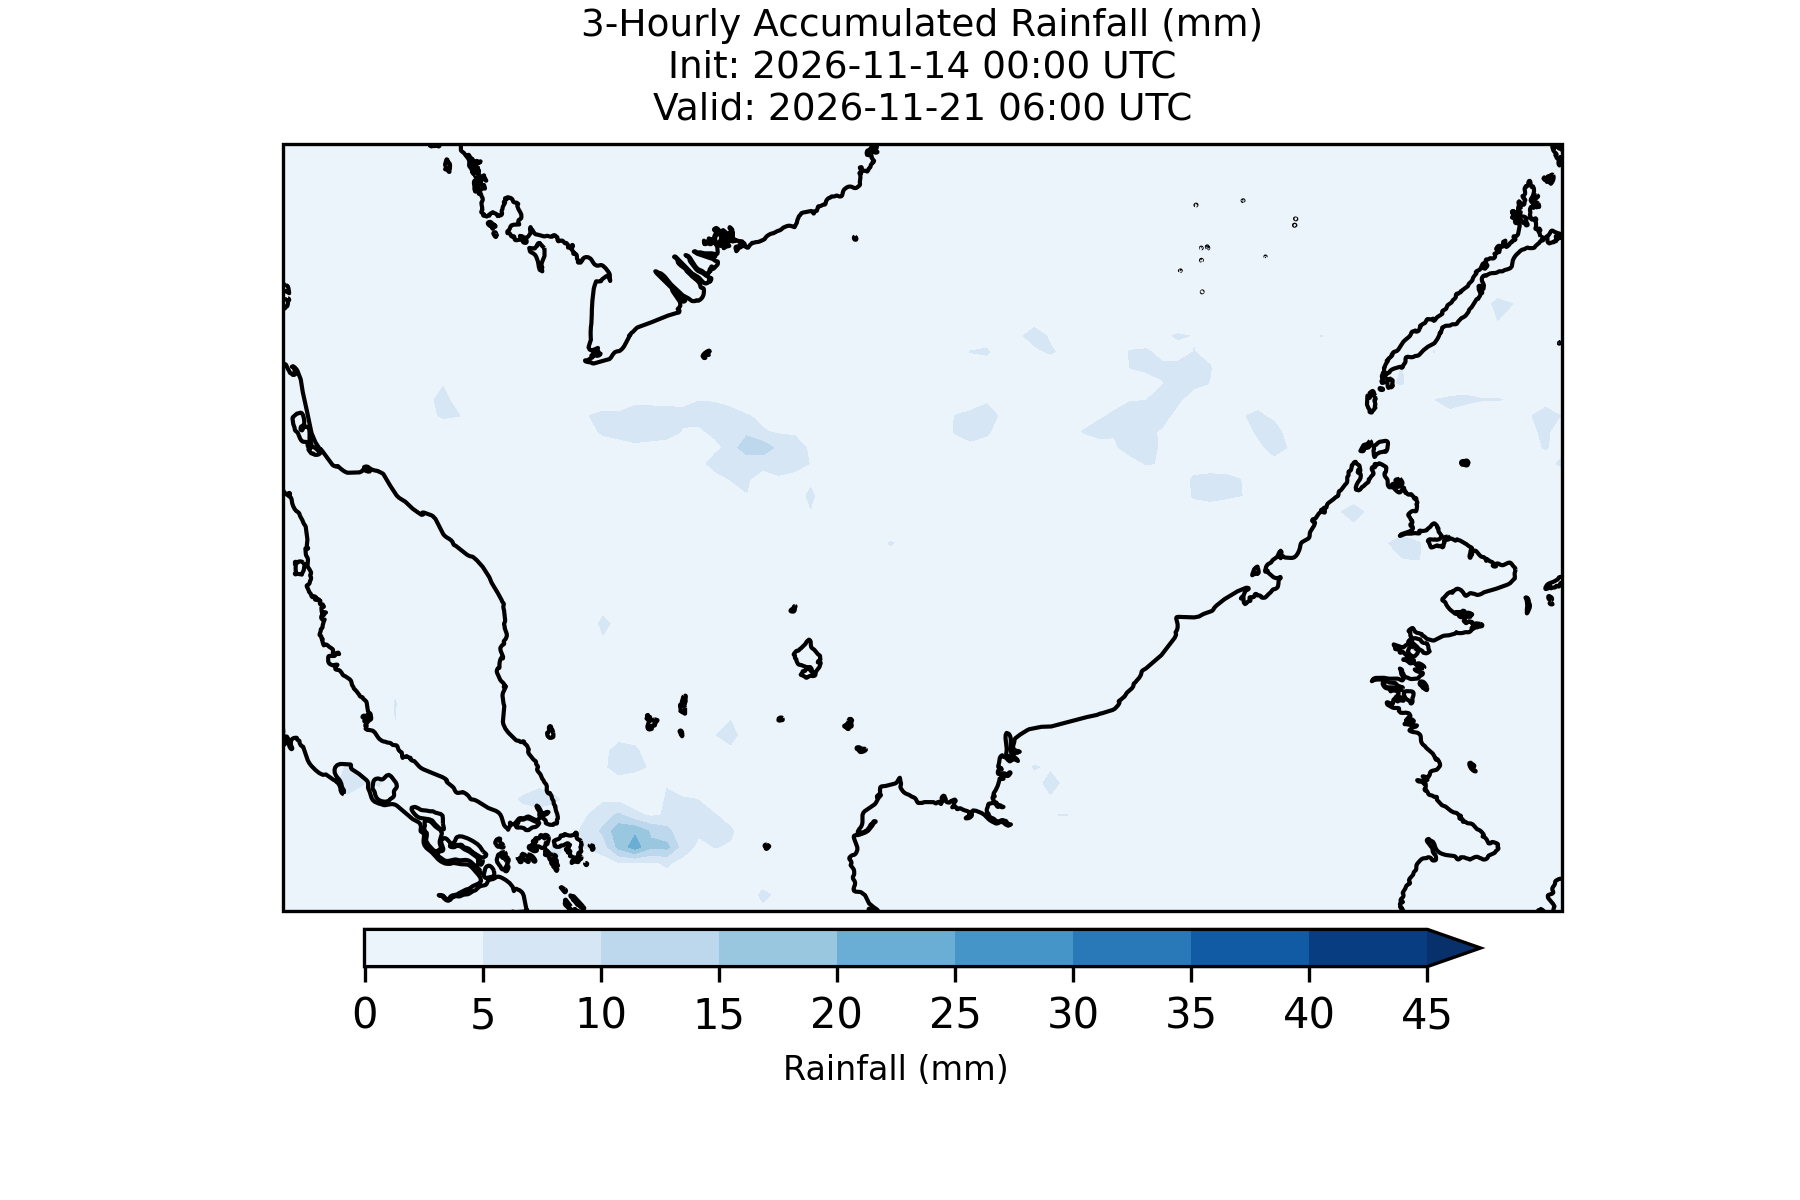 3-Hourly Accumulated Rainfall (mm)
Init: 2026-11-14 00:00 UTC
Valid: 2026-11-21 06:00 UTC
0 5 10 15 20 25 30 35 40 45
Rainfall (mm)